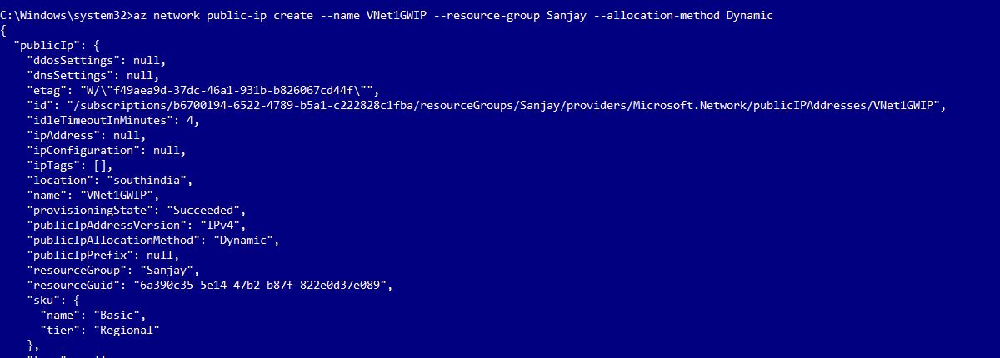 C:\Windows\system32>az network public-ip create --name VNet1GWIP --resource-group Sanjay --allocation-method Dynamic
{
  "publicIp": {
    "ddosSettings": null,
    "dnsSettings": null,
    "etag": "W/\"f49aea9d-37dc-46a1-931b-b826067cd44f\"",
    "id": "/subscriptions/b6700194-6522-4789-b5a1-c222828c1fba/resourceGroups/Sanjay/providers/Microsoft.Network/publicIPAddresses/VNet1GWIP",
    "idleTimeoutInMinutes": 4,
    "ipAddress": null,
    "ipConfiguration": null,
    "ipTags": [],
    "location": "southindia",
    "name": "VNet1GWIP",
    "provisioningState": "Succeeded",
    "publicIpAddressVersion": "IPv4",
    "publicIpAllocationMethod": "Dynamic",
    "publicIpPrefix": null,
    "resourceGroup": "Sanjay",
    "resourceGuid": "6a390c35-5e14-47b2-b87f-822e0d37e089",
    "sku": {
      "name": "Basic",
      "tier": "Regional"
    },